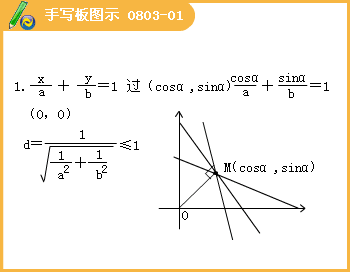 手写板图示 0803-01
1. x/a + y/b =1 过 (cosα ,sinα) cosα/a + sinα/b =1
(0, 0)
d= 1/√(1/a² + 1/b²) ≤1
M(cosα ,sinα)
O